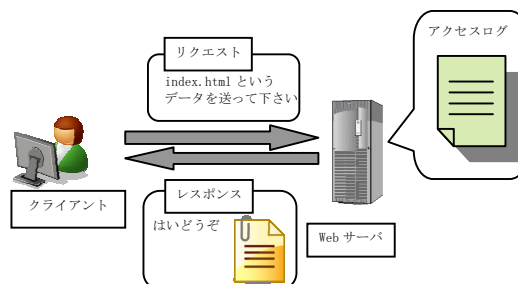 アクセスログ
リクエスト
index.html という
データを送って下さい
クライアント
レスポンス
はいどうぞ
Web サーバ